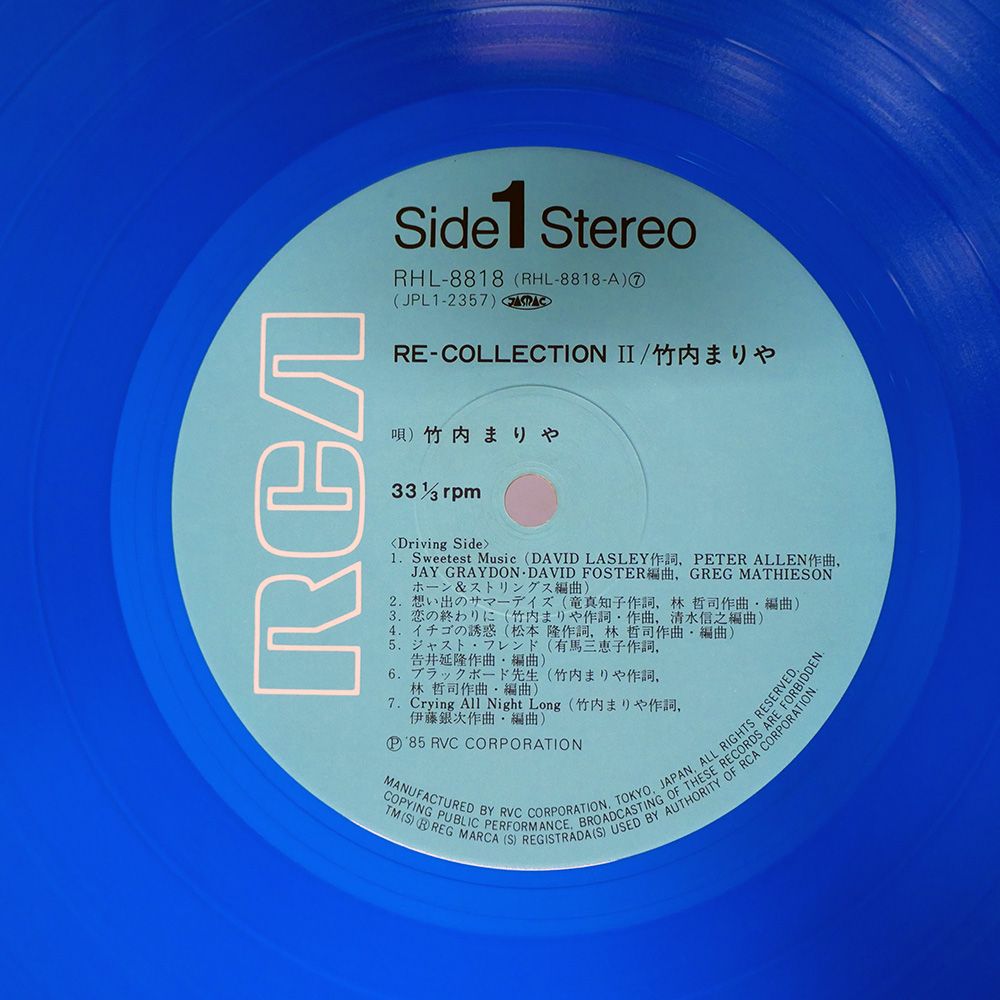 Side 1 Stereo
RHL-8818 (RHL-8818-A)⑦
(JPL1-2357) JASRAC
RE-COLLECTION II/竹内まりや
RCA
唄) 竹内まりや
33 1/3 rpm
〈Driving Side〉
1. Sweetest Music (DAVID LASLEY作詞, PETER ALLEN作曲,
JAY GRAYDON・DAVID FOSTER編曲, GREG MATHIESON
ホーン&ストリングス編曲)
2. 想い出のサマーデイズ (竜真知子作詞, 林 哲司作曲・編曲)
3. 恋の終わりに (竹内まりや作詞・作曲, 清水信之編曲)
4. イチゴの誘惑 (松本 隆作詞, 林 哲司作曲・編曲)
5. ジャスト・フレンド (有馬三恵子作詞,
告井延隆作曲・編曲)
6. ブラックボード先生 (竹内まりや作詞,
林 哲司作曲・編曲)
7. Crying All Night Long (竹内まりや作詞,
伊藤銀次作曲・編曲)
Ⓟ '85 RVC CORPORATION
MANUFACTURED BY RVC CORPORATION, TOKYO, JAPAN, ALL RIGHTS RESERVED,
COPYING PUBLIC PERFORMANCE, BROADCASTING OF THESE RECORDS ARE FORBIDDEN.
TM(S) ® REG MARCA (S) REGISTRADA(S) USED BY AUTHORITY OF RCA CORPORATION.